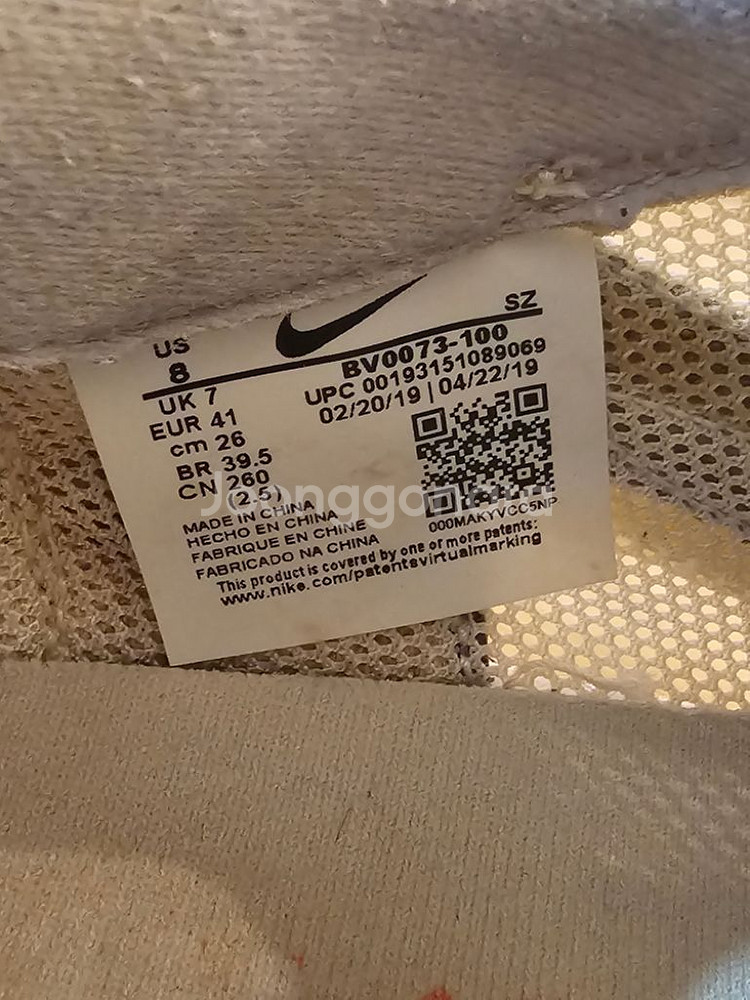 SZ
US
8
BV0073-100
UK 7
UPC 00193151089069
EUR 41
02/20/19 | 04/22/19
cm 26
BR 39.5
CN 260
(2.5)
MADE IN CHINA
HECHO EN CHINA
FABRIQUE EN CHINE
FABRICADO NA CHINA
000MAKYVCC5NP
This product is covered by one or more patents:
www.nike.com/patentsvirtualmarking
Joonggonara